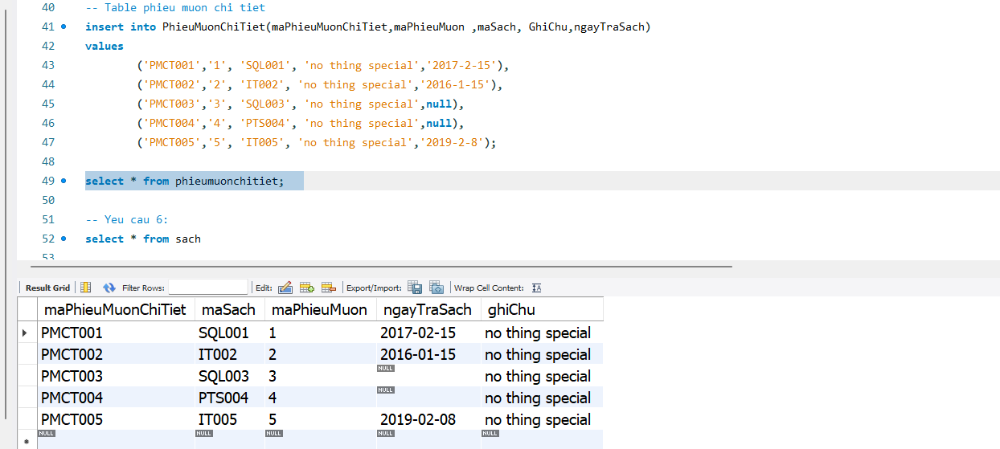 40 -- Table phieu muon chi tiet
41 insert into PhieuMuonChiTiet(maPhieuMuonChiTiet,maPhieuMuon ,maSach, GhiChu,ngayTraSach)
42 values
43 ('PMCT001','1', 'SQL001', 'no thing special','2017-2-15'),
44 ('PMCT002','2', 'IT002', 'no thing special','2016-1-15'),
45 ('PMCT003','3', 'SQL003', 'no thing special',null),
46 ('PMCT004','4', 'PTS004', 'no thing special',null),
47 ('PMCT005','5', 'IT005', 'no thing special','2019-2-8');
48
49 select * from phieumuonchitiet;
50
51 -- Yeu cau 6:
52 select * from sach
53
Result Grid Filter Rows: Edit: Export/Import: Wrap Cell Content: IA
maPhieuMuonChiTiet maSach maPhieuMuon ngayTraSach ghiChu
PMCT001 SQL001 1 2017-02-15 no thing special
PMCT002 IT002 2 2016-01-15 no thing special
PMCT003 SQL003 3 NULL no thing special
PMCT004 PTS004 4 NULL no thing special
PMCT005 IT005 5 2019-02-08 no thing special
NULL NULL NULL NULL NULL